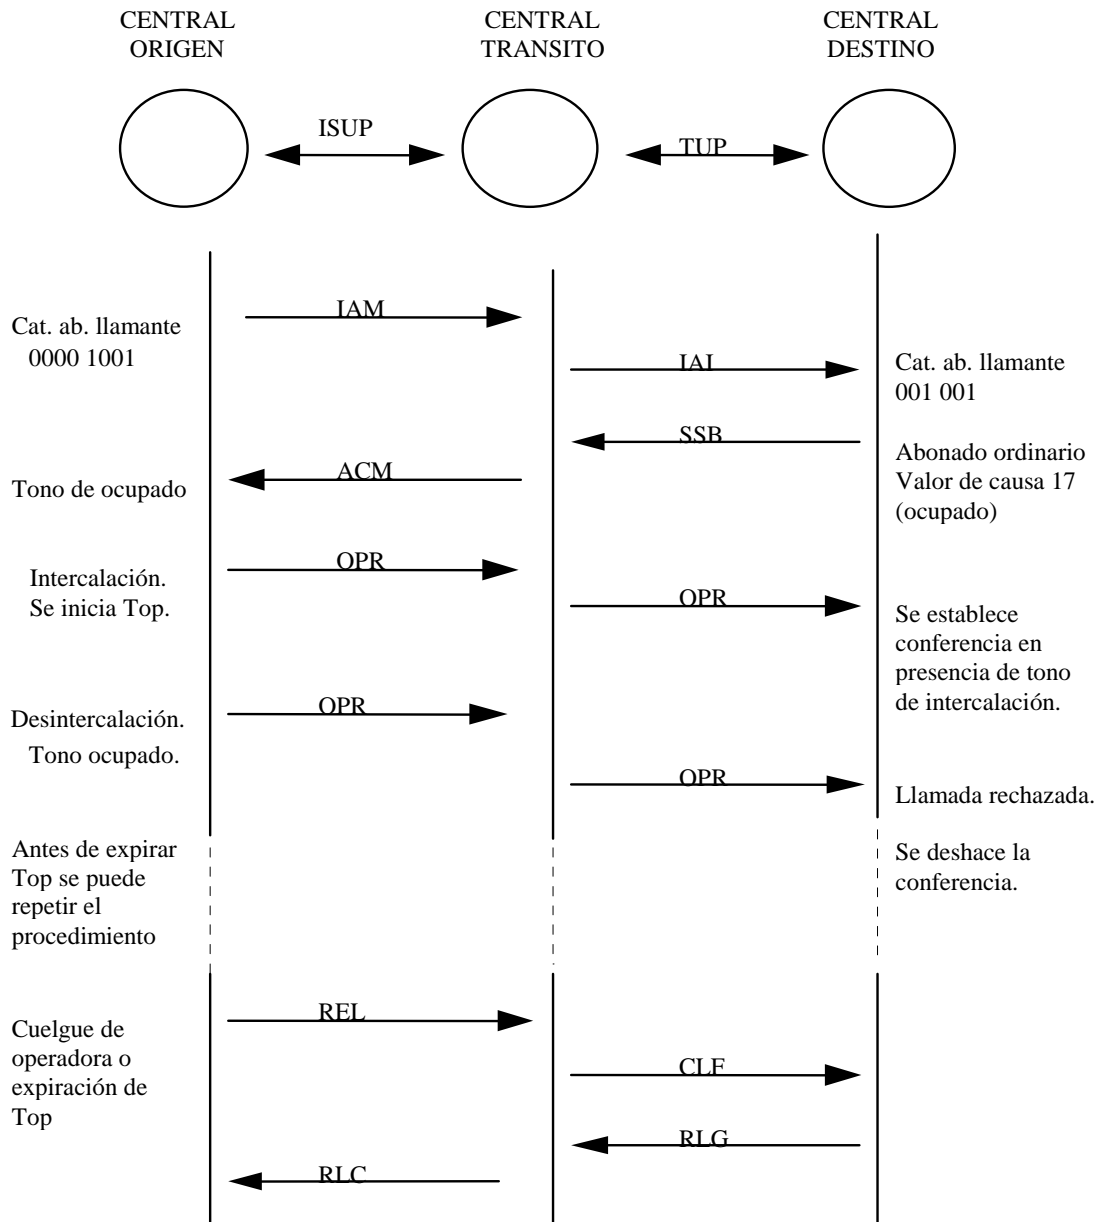 CENTRAL
ORIGEN
CENTRAL
TRANSITO
CENTRAL
DESTINO
ISUP
TUP
IAM
Cat. ab. llamante
0000 1001
IAI
Cat. ab. llamante
001 001
SSB
Abonado ordinario
Valor de causa 17
(ocupado)
ACM
Tono de ocupado
OPR
Intercalación.
Se inicia Top.
OPR
Se establece
conferencia en
presencia de tono
de intercalación.
OPR
Desintercalación.
Tono ocupado.
OPR
Llamada rechazada.
Antes de expirar
Top se puede
repetir el
procedimiento
Se deshace la
conferencia.
REL
Cuelgue de
operadora o
expiración de
Top
CLF
RLG
RLC